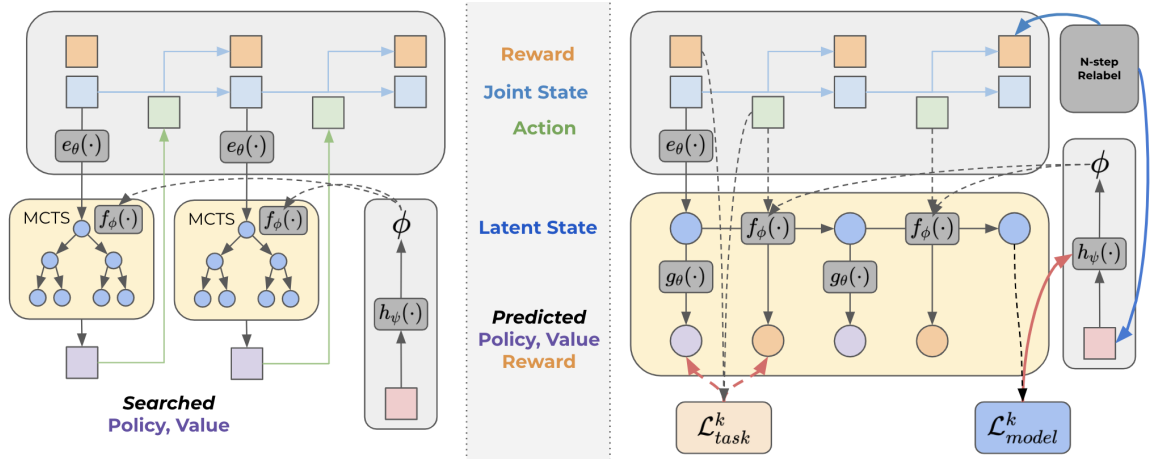 e_θ(·)
e_θ(·)
MCTS
f_ϕ(·)
MCTS
f_ϕ(·)
ϕ
h_ψ(·)
Searched
Policy, Value
Reward
Joint State
Action
Latent State
Predicted
Policy, Value
Reward
N-step
Relabel
e_θ(·)
f_ϕ(·)
f_ϕ(·)
g_θ(·)
g_θ(·)
ϕ
h_ψ(·)
ℒ^k_task
ℒ^k_model